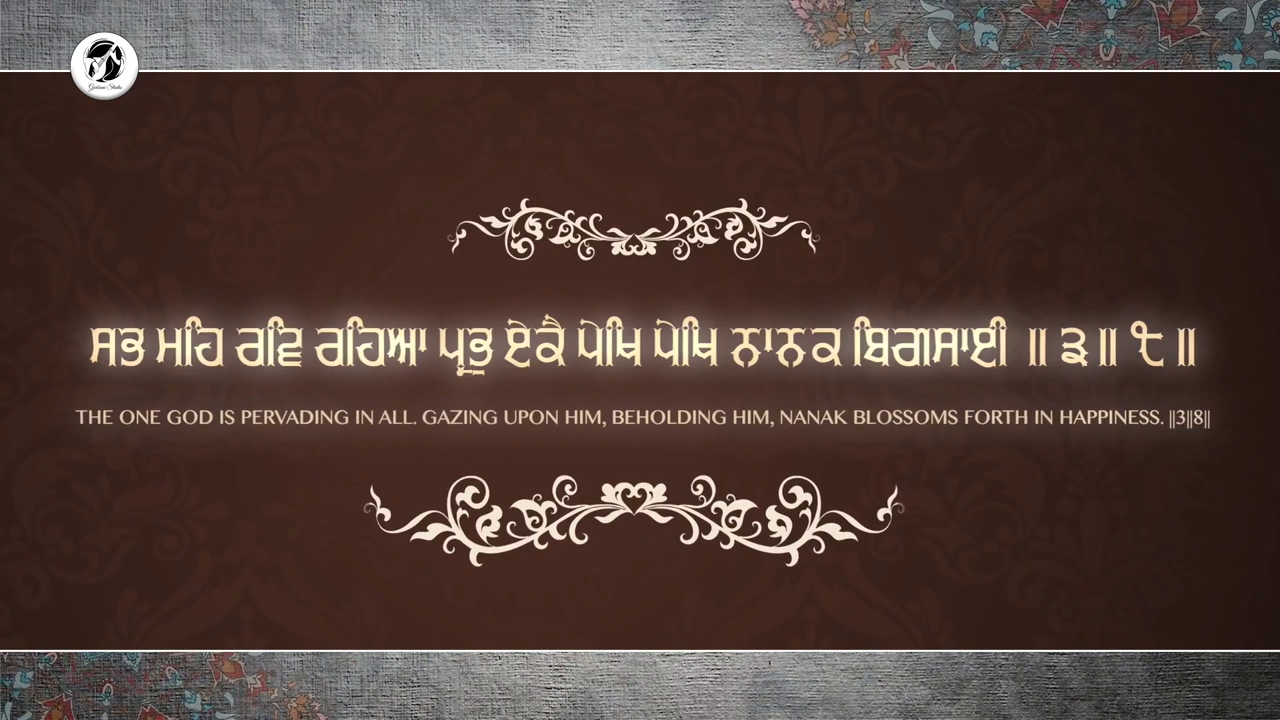 ਸਭ ਮਹਿ ਰਵਿ ਰਹਿਆ ਪ੍ਰਭੁ ਏਕੈ ਪੇਖਿ ਪੇਖਿ ਨਾਨਕ ਬਿਗਸਾਈ ॥ ੩॥ ੮॥
THE ONE GOD IS PERVADING IN ALL. GAZING UPON HIM, BEHOLDING HIM, NANAK BLOSSOMS FORTH IN HAPPINESS. ||3||8||